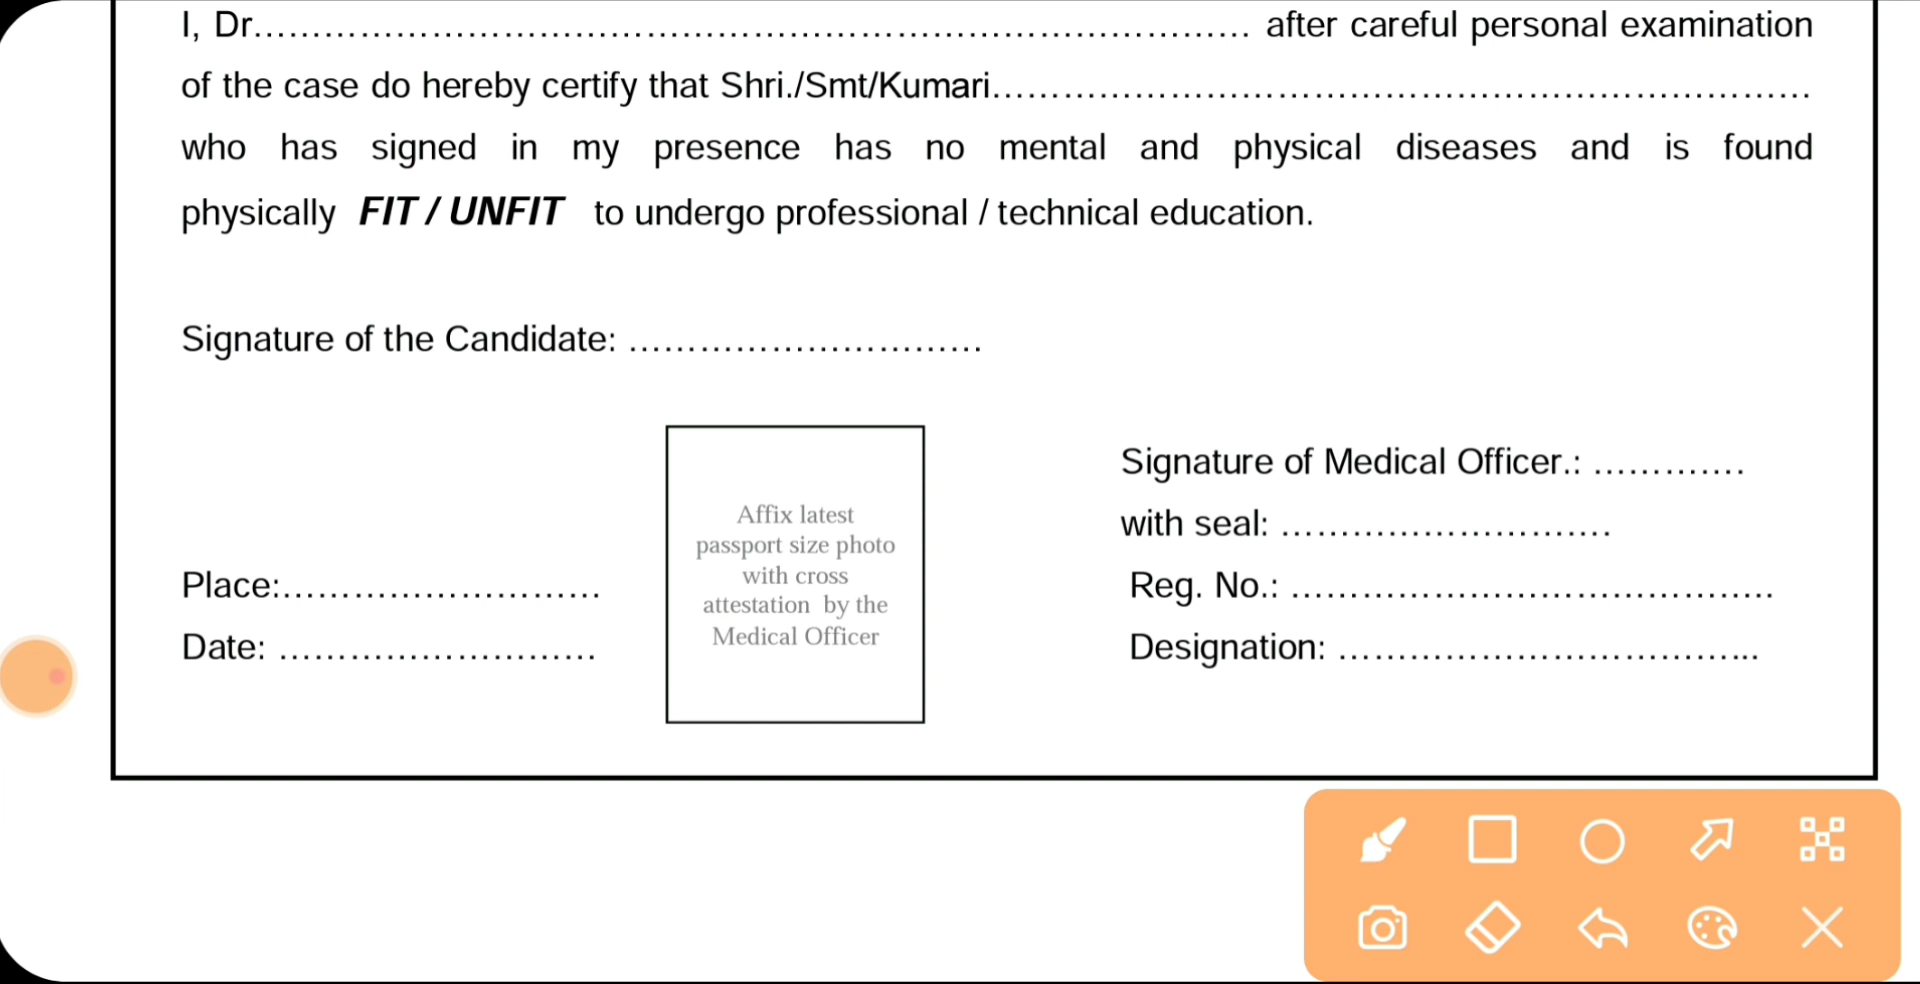 I, Dr.................................................................................... after careful personal examination
of the case do hereby certify that Shri./Smt/Kumari.....................................................................
who has signed in my presence has no mental and physical diseases and is found
physically FIT / UNFIT to undergo professional / technical education.
Signature of the Candidate: ..............................
Signature of Medical Officer.: .............
with seal: ............................
Affix latest
passport size photo
with cross
attestation by the
Medical Officer
Place:...........................
Date: ...........................
Reg. No.: .........................................
Designation: ....................................